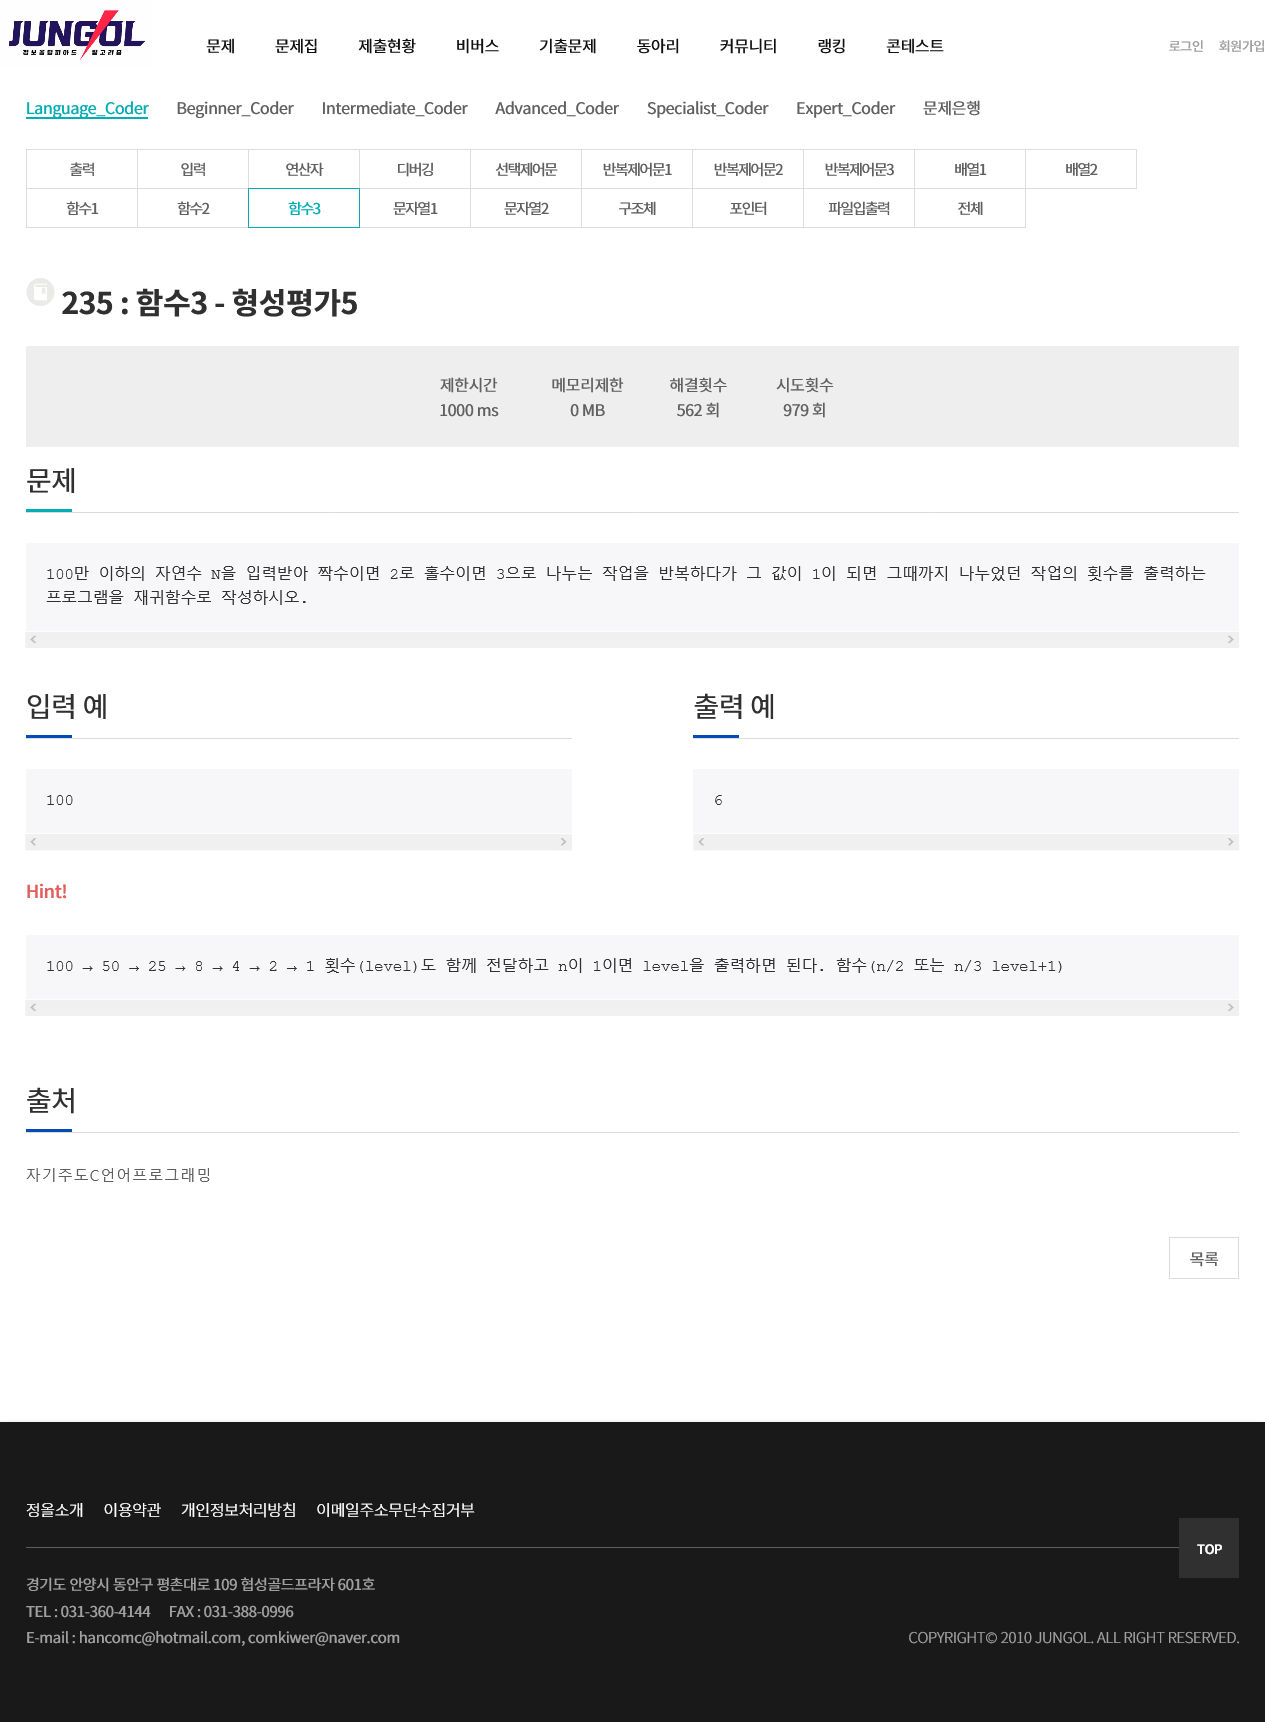 JUNGOL
정보올림피아드 알고리즘
문제 문제집 제출현황 비버스 기출문제 동아리 커뮤니티 랭킹 콘테스트 로그인 회원가입
Language_Coder Beginner_Coder Intermediate_Coder Advanced_Coder Specialist_Coder Expert_Coder 문제은행
출력 입력 연산자 디버깅 선택제어문 반복제어문1 반복제어문2 반복제어문3 배열1 배열2
함수1 함수2 함수3 문자열1 문자열2 구조체 포인터 파일입출력 전체
235 : 함수3 - 형성평가5
제한시간 메모리제한 해결횟수 시도횟수
1000 ms 0 MB 562 회 979 회
문제
100만 이하의 자연수 N을 입력받아 짝수이면 2로 홀수이면 3으로 나누는 작업을 반복하다가 그 값이 1이 되면 그때까지 나누었던 작업의 횟수를 출력하는
프로그램을 재귀함수로 작성하시오.
입력 예 출력 예
100 6
Hint!
100 → 50 → 25 → 8 → 4 → 2 → 1 횟수(level)도 함께 전달하고 n이 1이면 level을 출력하면 된다. 함수(n/2 또는 n/3 level+1)
출처
자기주도C언어프로그래밍
목록
정올소개 이용약관 개인정보처리방침 이메일주소무단수집거부
TOP
경기도 안양시 동안구 평촌대로 109 협성골드프라자 601호
TEL : 031-360-4144 FAX : 031-388-0996
E-mail : hancomc@hotmail.com, comkiwer@naver.com COPYRIGHT© 2010 JUNGOL. ALL RIGHT RESERVED.